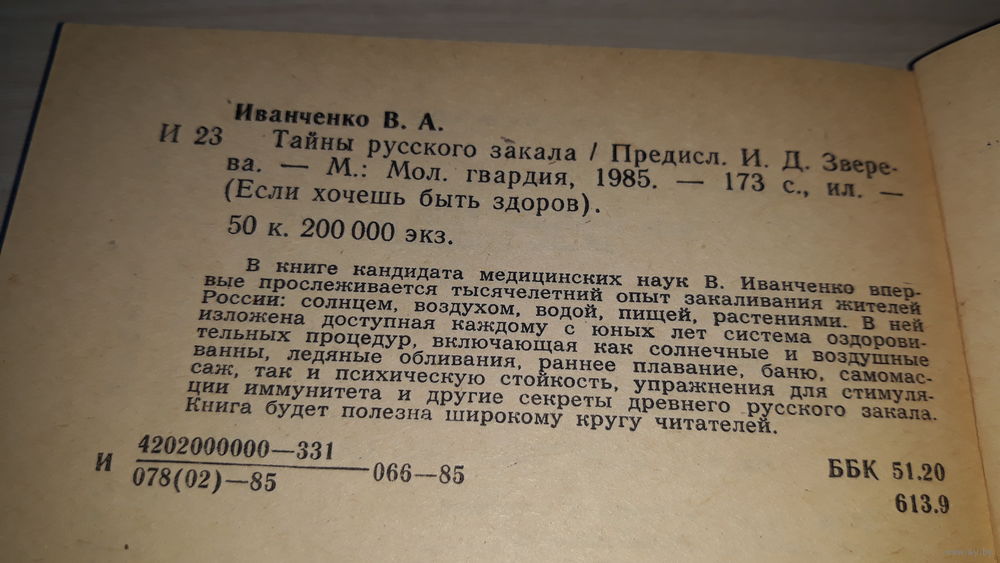 Иванченко В. А.
И 23 Тайны русского закала / Предисл. И. Д. Звере-
ва. — М.: Мол. гвардия, 1985. — 173 с., ил. —
(Если хочешь быть здоров).
50 к. 200 000 экз.
В книге кандидата медицинских наук В. Иванченко впер-
вые прослеживается тысячелетний опыт закаливания жителей
России: солнцем, воздухом, водой, пищей, растениями. В ней
изложена доступная каждому с юных лет система оздорови-
тельных процедур, включающая как солнечные и воздушные
ванны, ледяные обливания, раннее плавание, баню, самомас-
саж, так и психическую стойкость, упражнения для стимуля-
ции иммунитета и другие секреты древнего русского закала.
Книга будет полезна широкому кругу читателей.
И 4202000000—331
078(02)—85 —066—85
ББК 51.20
613.9